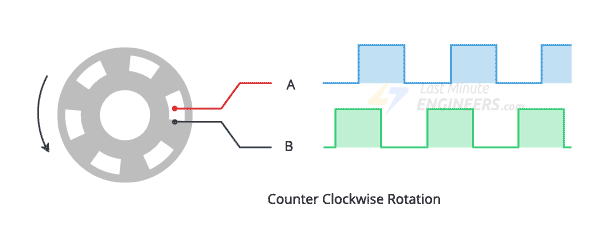 A
Last Minute
ENGINEERS.com
B
Counter Clockwise Rotation